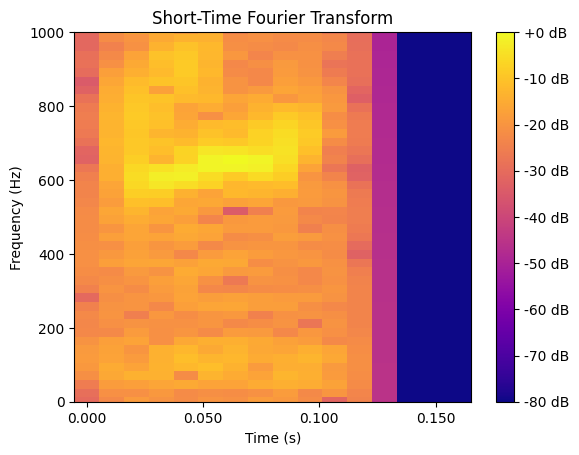 Short-Time Fourier Transform
1000
800
600
400
200
0
Frequency (Hz)
0.000
0.050
0.100
0.150
Time (s)
+0 dB
-10 dB
-20 dB
-30 dB
-40 dB
-50 dB
-60 dB
-70 dB
-80 dB